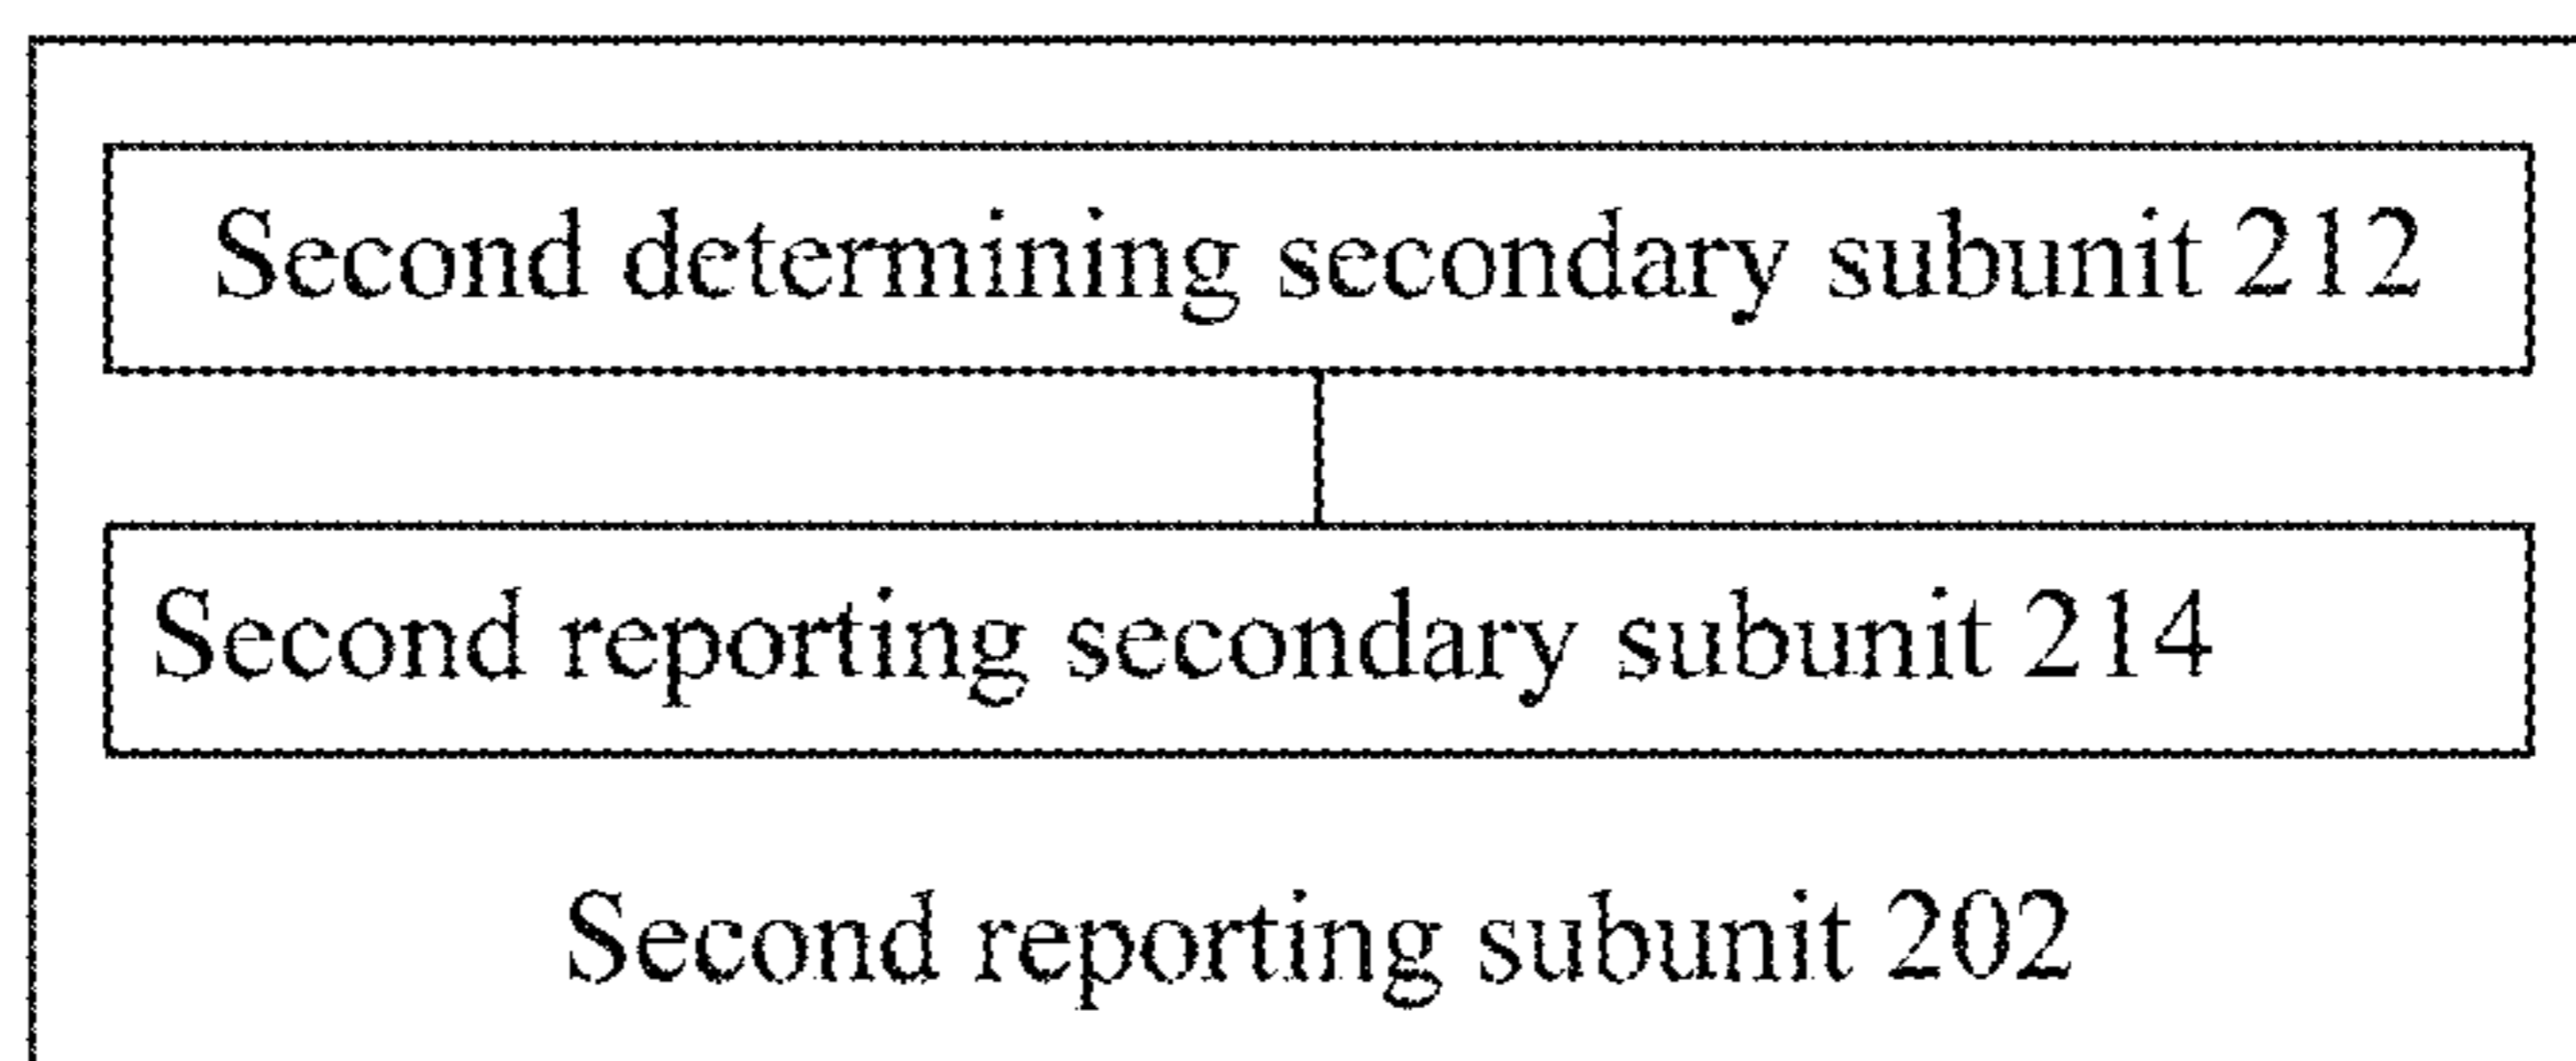 Second determining secondary subunit 212
Second reporting secondary subunit 214
Second reporting subunit 202